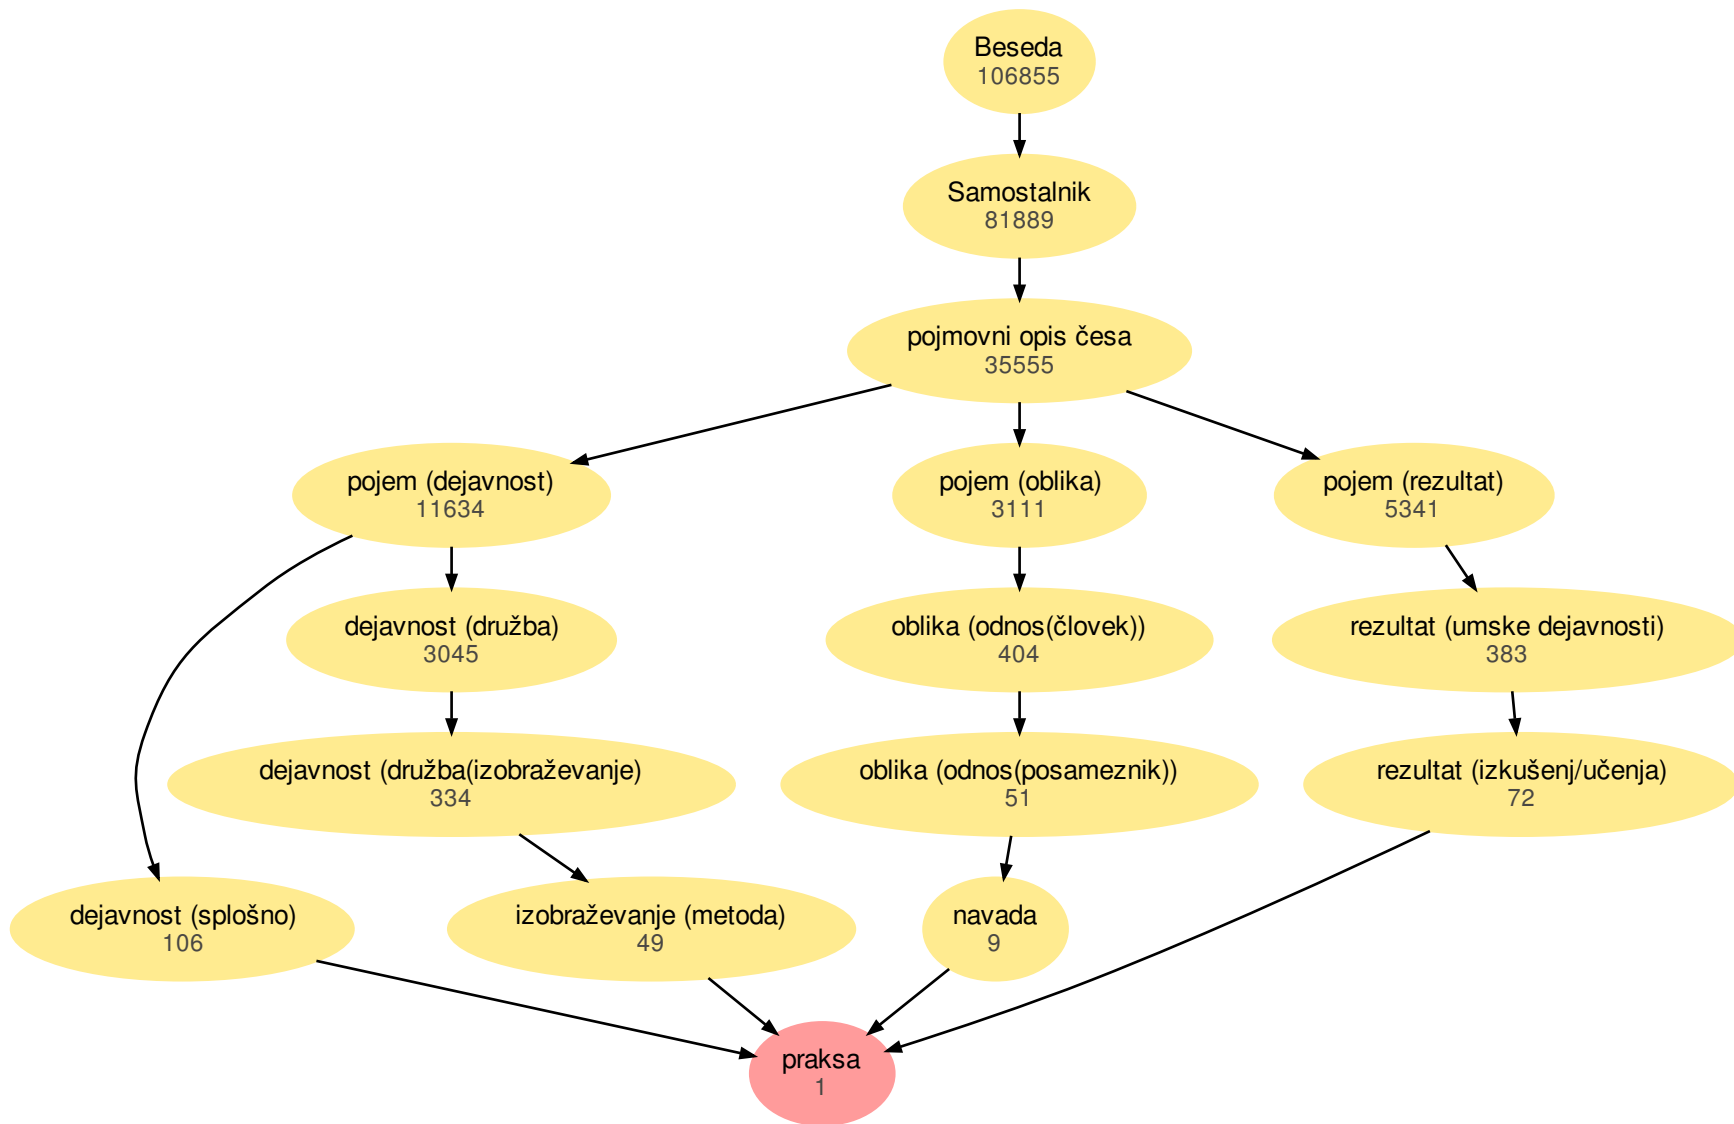 Beseda
106855
Samostalnik
81889
pojmovni opis česa
35555
pojem (dejavnost)
11634
pojem (oblika)
3111
pojem (rezultat)
5341
dejavnost (družba)
3045
oblika (odnos(človek))
404
rezultat (umske dejavnosti)
383
dejavnost (družba(izobraževanje)
334
oblika (odnos(posameznik))
51
rezultat (izkušenj/učenja)
72
dejavnost (splošno)
106
izobraževanje (metoda)
49
navada
9
praksa
1